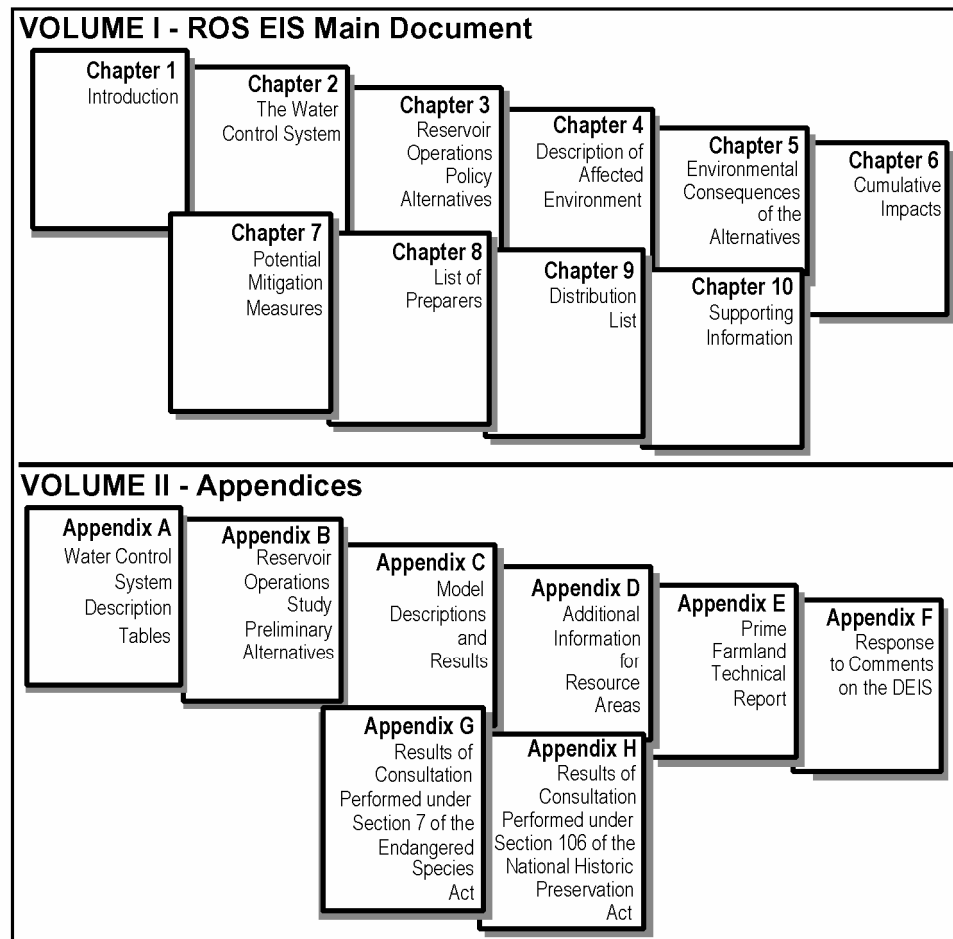 VOLUME I - ROS EIS Main Document
Chapter 1
Introduction
Chapter 2
The Water
Control System
Chapter 3
Reservoir
Operations
Policy
Alternatives
Chapter 4
Description of
Affected
Environment
Chapter 5
Environmental
Consequences
of the
Alternatives
Chapter 6
Cumulative
Impacts
Chapter 7
Potential
Mitigation
Measures
Chapter 8
List of
Preparers
Chapter 9
Distribution
List
Chapter 10
Supporting
Information
VOLUME II - Appendices
Appendix A
Water Control
System
Description
Tables
Appendix B
Reservoir
Operations
Study
Preliminary
Alternatives
Appendix C
Model
Descriptions
and
Results
Appendix D
Additional
Information
for
Resource
Areas
Appendix E
Prime
Farmland
Technical
Report
Appendix F
Response
to Comments
on the DEIS
Appendix G
Results of
Consultation
Performed under
Section 7 of the
Endangered
Species
Act
Appendix H
Results of
Consultation
Performed under
Section 106 of the
National Historic
Preservation
Act